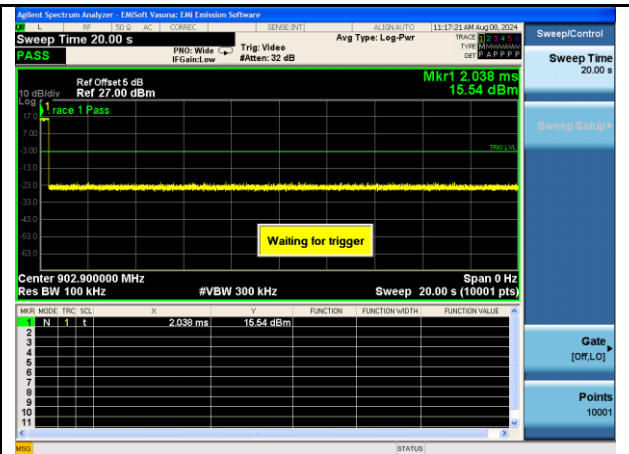 Agilent Spectrum Analyzer - EMiSoft Vasona: EMi Emission Software
L RF 50 Ω AC CORREC SENSE:INT ALIGN AUTO 11:17:21 AM Aug 08, 2024
Sweep Time 20.00 s
PASS
PNO: Wide
IFGain:Low
Trig: Video
#Atten: 32 dB
Avg Type: Log-Pwr
TRACE 1 2 3 4 5 6
TYPE MWWWWW
DET P A P P P P
Ref Offset 5 dB
10 dB/div Ref 27.00 dBm
Mkr1 2.038 ms
15.54 dBm
Log
1
race 1 Pass
17.0
7.00
-3.00
TRIG LVL
-13.0
-23.0
-33.0
-43.0
-53.0
-63.0
Waiting for trigger
Center 902.900000 MHz Span 0 Hz
Res BW 100 kHz #VBW 300 kHz Sweep 20.00 s (10001 pts)
MKR MODE TRC SCL X Y FUNCTION FUNCTION WIDTH FUNCTION VALUE
1 N 1 t 2.038 ms 15.54 dBm
2
3
4
5
6
7
8
9
10
11
MSG STATUS
Sweep/Control
Sweep Time
20.00 s
Sweep Setup
Gate
[Off,LO]
Points
10001